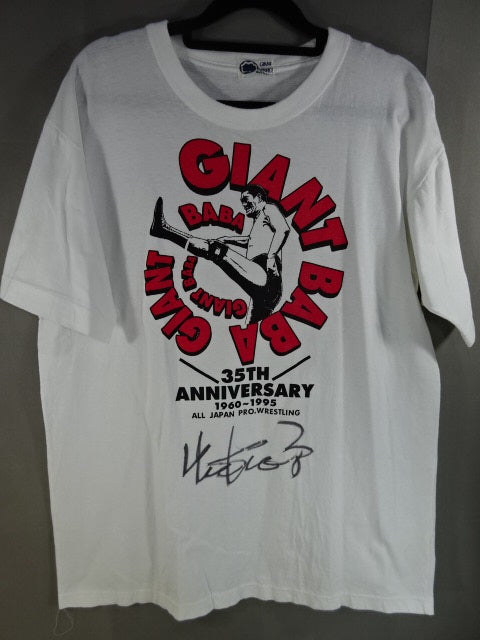 GIANT BABA GIANT BABA GIANT BABA
35TH
ANNIVERSARY
1960~1995
ALL JAPAN PRO.WRESTLING